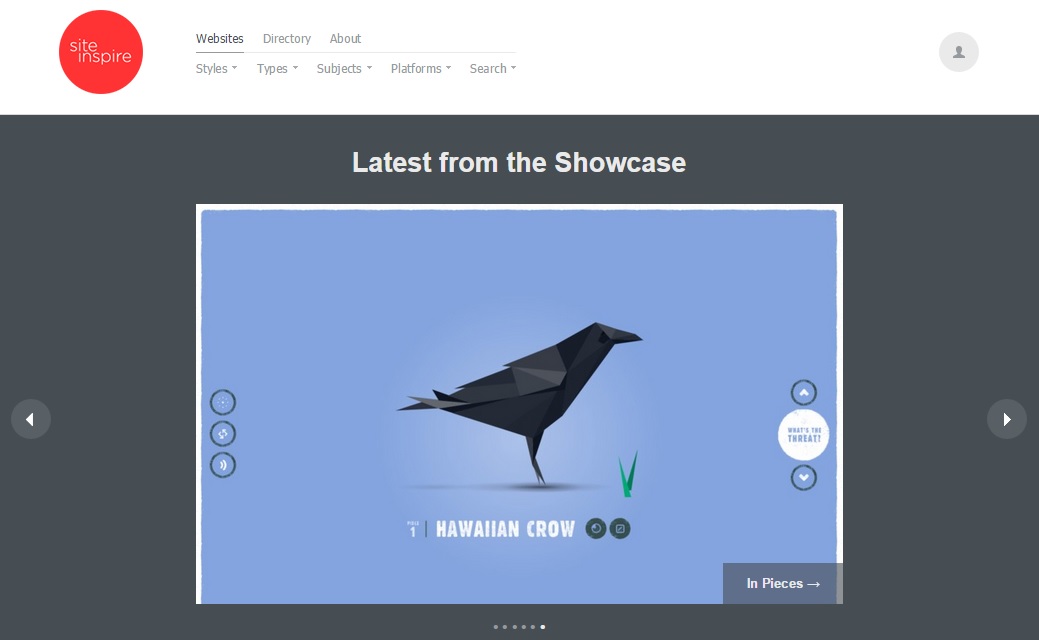 site
inspire
Websites Directory About
Styles Types Subjects Platforms Search
Latest from the Showcase
WHAT'S THE
THREAT?
PIECE
1 HAWAIIAN CROW
In Pieces →